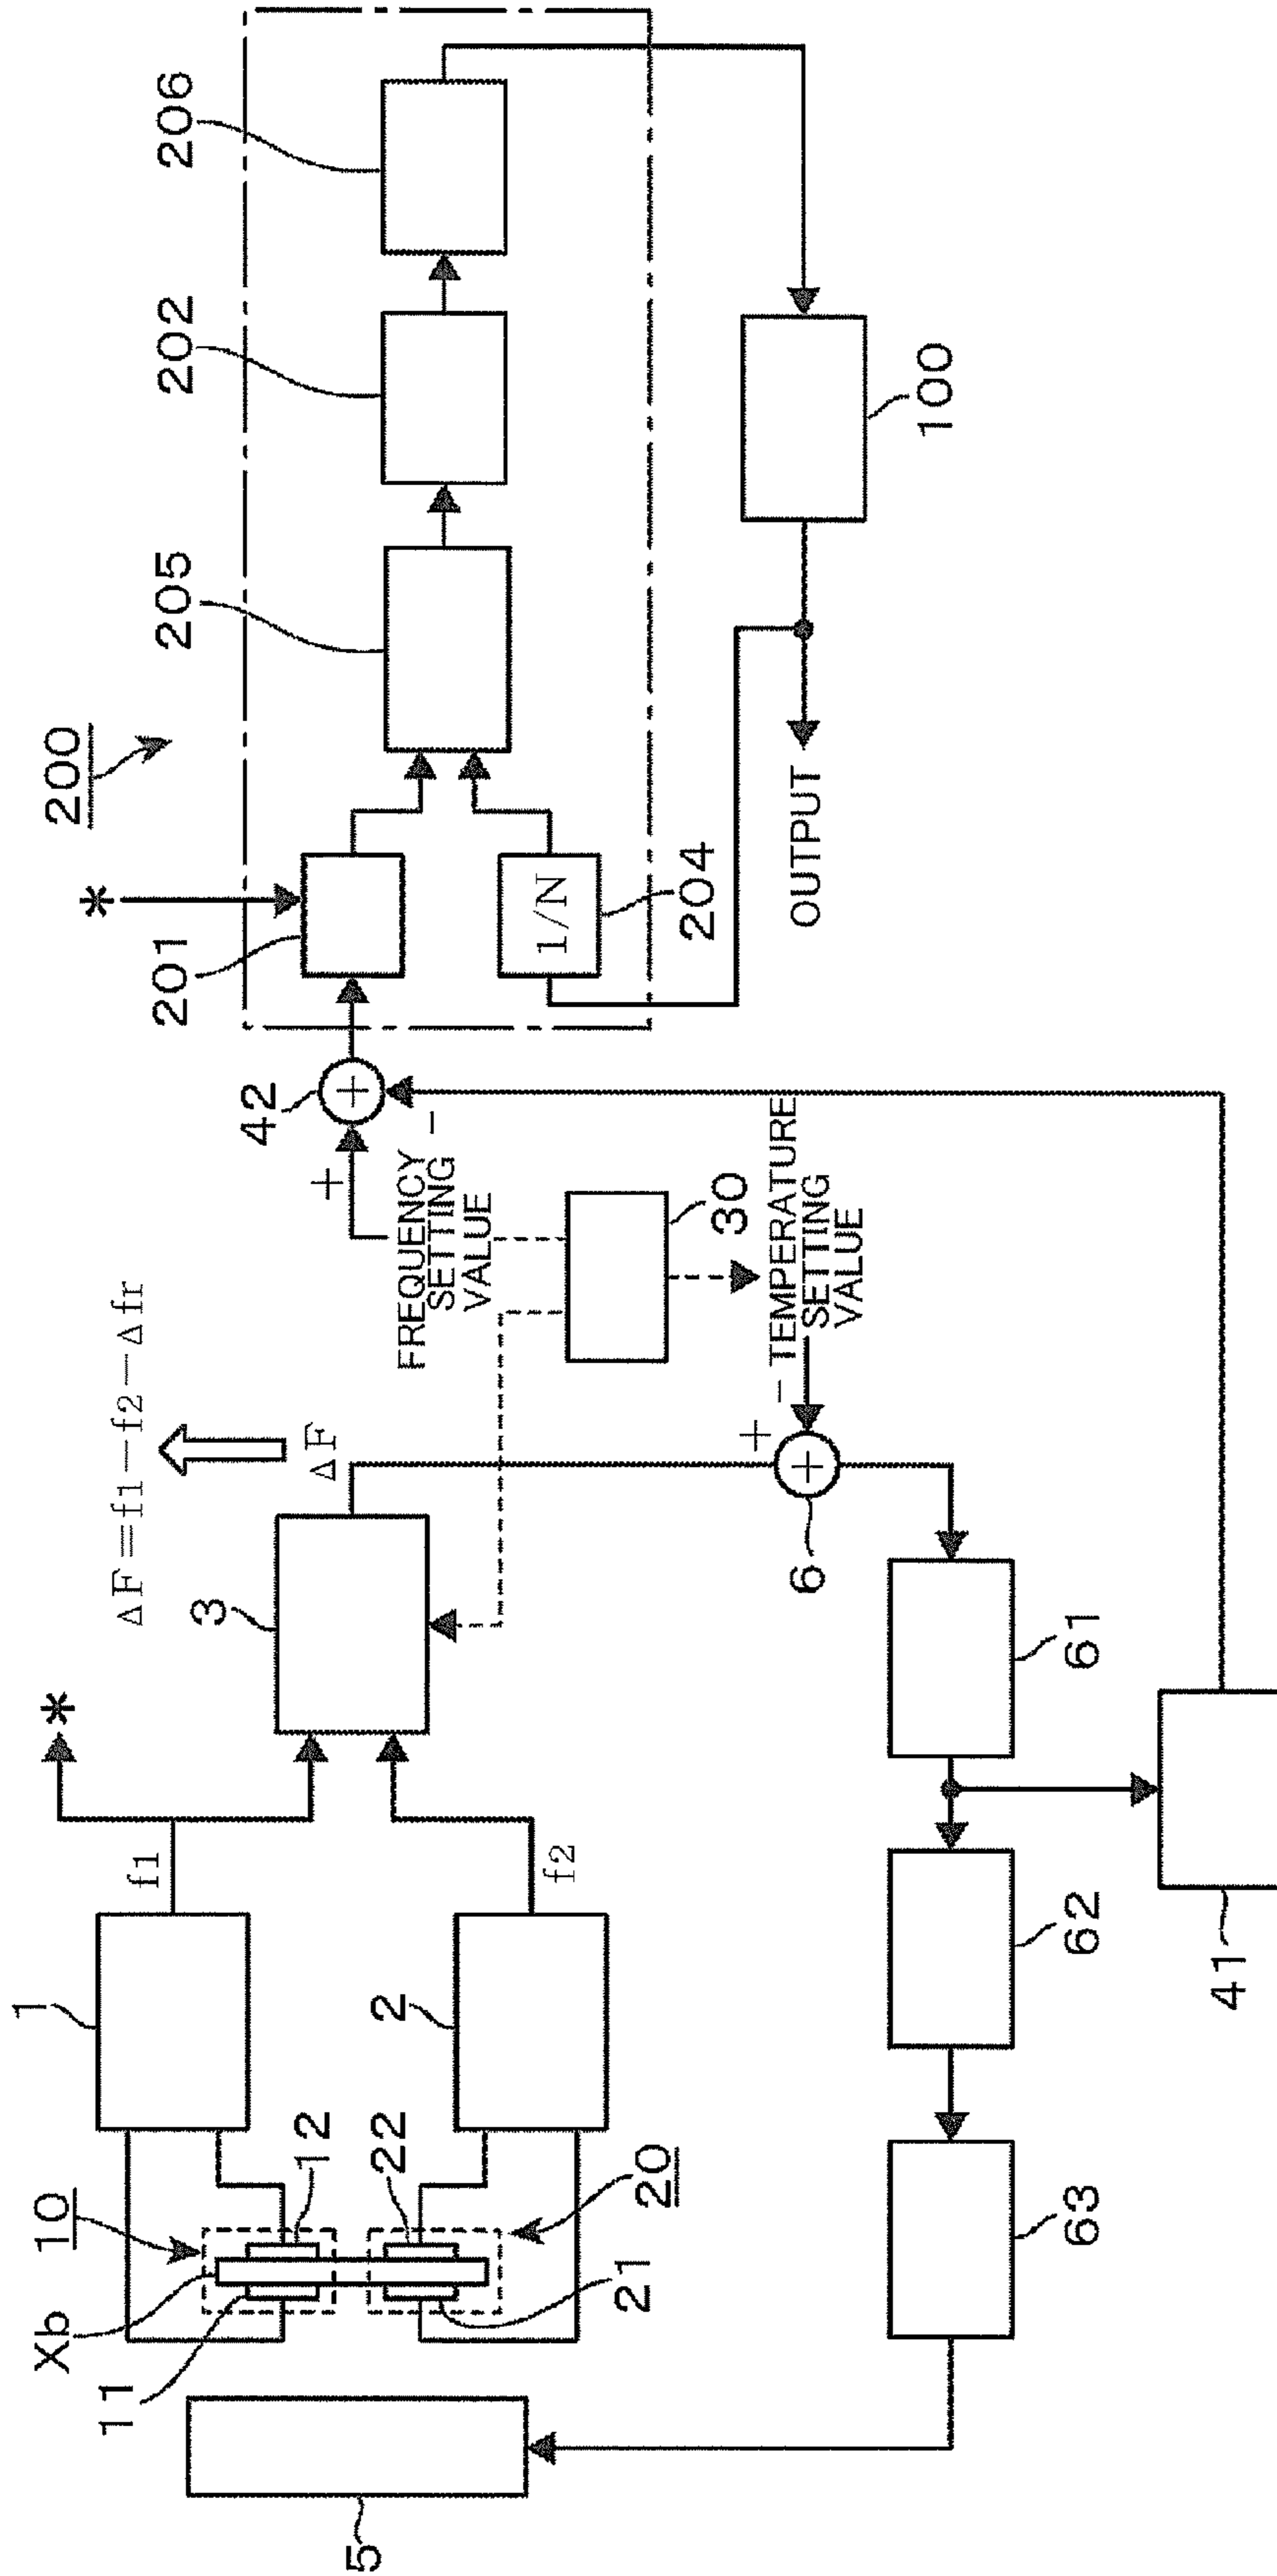 200
*
201
205
202
206
1/N
204
OUTPUT
100
42
+
+
-
FREQUENCY
SETTING
VALUE
30
-
TEMPERATURE
SETTING
VALUE
ΔF=f1-f2-Δfr
ΔF
3
*
+
+
6
f1
f2
1
2
10
Xb
11
12
22
21
20
5
61
62
63
41